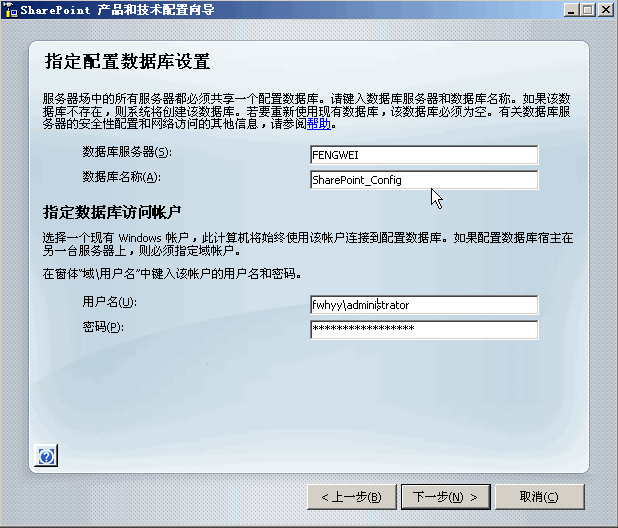 SharePoint 产品和技术配置向导
指定配置数据库设置
服务器场中的所有服务器都必须共享一个配置数据库。请键入数据库服务器和数据库名称。如果该数
据库不存在，则系统将创建该数据库。若要重新使用现有数据库，该数据库必须为空。有关数据库服
务器的安全性配置和网络访问的其他信息，请参阅帮助。
数据库服务器(S): FENGWEI
数据库名称(A): SharePoint_Config
指定数据库访问帐户
选择一个现有 Windows 帐户，此计算机将始终使用该帐户连接到配置数据库。如果配置数据库宿主在
另一台服务器上，则必须指定域帐户。
在窗体“域\用户名”中键入该帐户的用户名和密码。
用户名(U): fwhyy\administrator
密码(P): *****************
< 上一步(B) 下一步(N) > 取消(C)